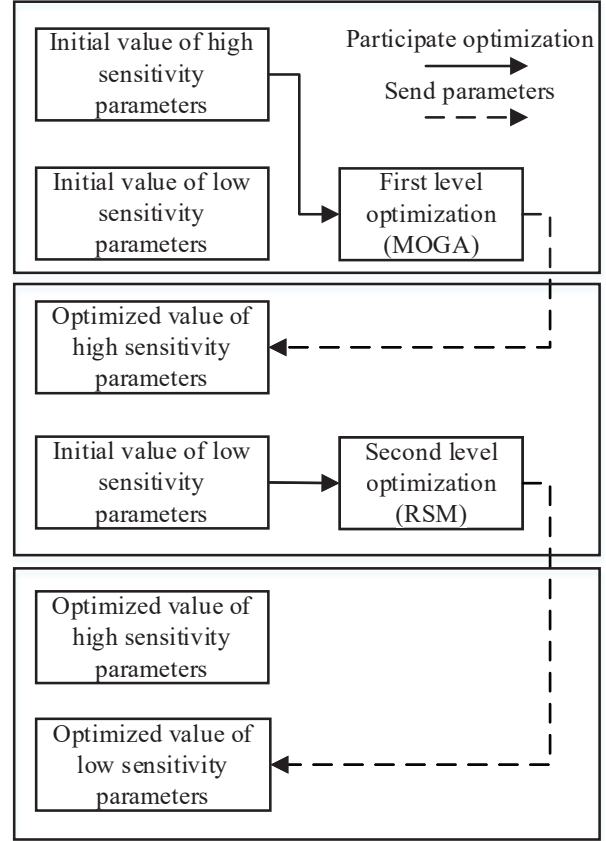 Initial value of high
sensitivity
parameters
Participate optimization
Send parameters
Initial value of low
sensitivity
parameters
First level
optimization
(MOGA)
Optimized value of
high sensitivity
parameters
Initial value of low
sensitivity
parameters
Second level
optimization
(RSM)
Optimized value of
high sensitivity
parameters
Optimized value of
low sensitivity
parameters